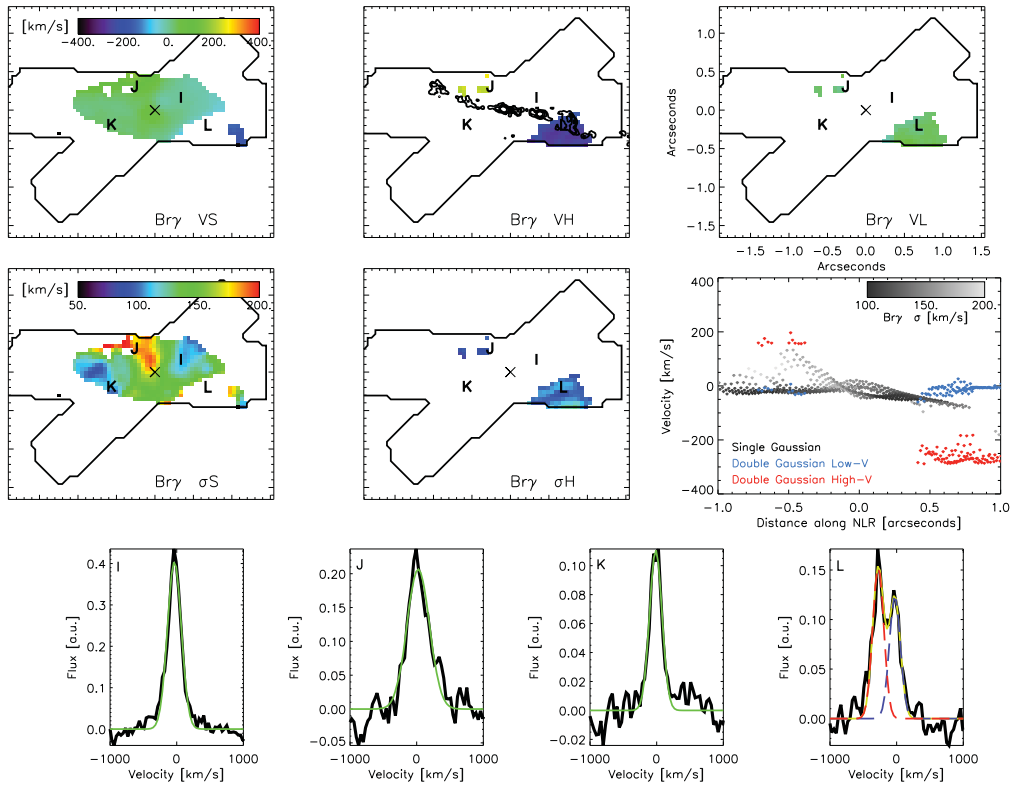 [km/s]
-400. -200. 0. 200. 400.
J
I
K
L
Brγ VS
J
I
K
L
Brγ VH
Arcseconds
1.0
0.5
0.0
−0.5
−1.0
−1.5
J
I
K
L
Brγ VL
−1.5 −1.0 −0.5 0.0 0.5 1.0 1.5
Arcseconds
[km/s]
50. 100. 150. 200.
J
I
K
L
Brγ σS
J
I
K
L
Brγ σH
Velocity [km/s]
400
200
0
−200
−400
100. 150. 200.
Brγ σ [km/s]
Single Gaussian
Double Gaussian Low−V
Double Gaussian High−V
−1.0 −0.5 0.0 0.5 1.0
Distance along NLR [arcseconds]
I
Flux [a.u.]
0.4
0.3
0.2
0.1
0.0
−1000 0 1000
Velocity [km/s]
J
Flux [a.u.]
0.20
0.15
0.10
0.05
0.00
−0.05
−1000 0 1000
Velocity [km/s]
K
Flux [a.u.]
0.10
0.08
0.06
0.04
0.02
0.00
−0.02
−1000 0 1000
Velocity [km/s]
L
Flux [a.u.]
0.15
0.10
0.05
0.00
−1000 0 1000
Velocity [km/s]